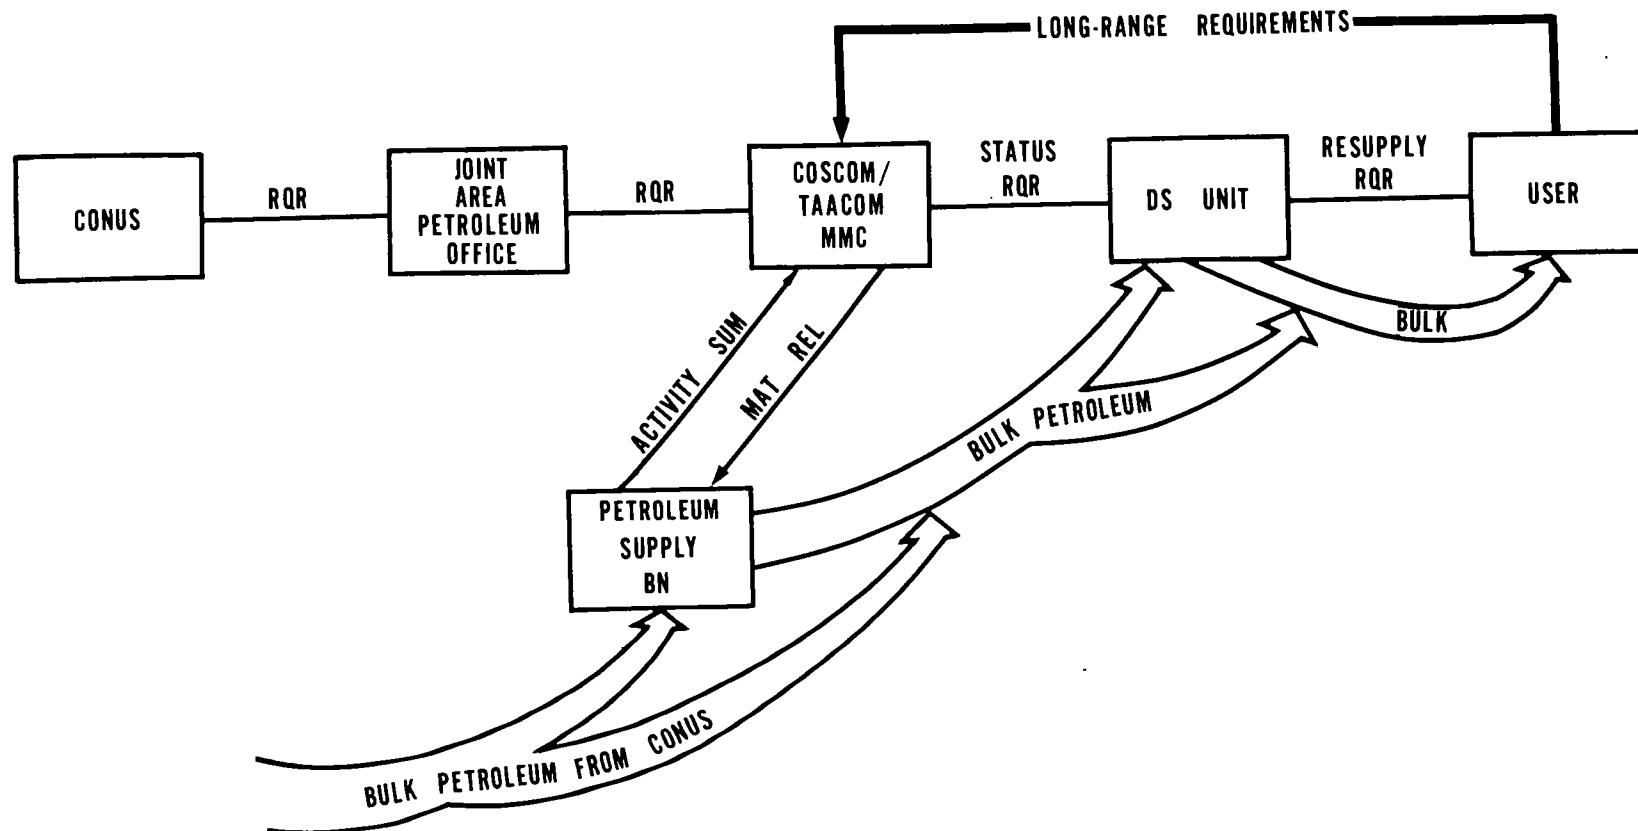 LONG-RANGE REQUIREMENTS
CONUS
RQR
JOINT
AREA
PETROLEUM
OFFICE
RQR
COSCOM/
TAACOM
MMC
STATUS
RQR
DS UNIT
RESUPPLY
RQR
USER
ACTIVITY SUM
MAT REL
BULK
BULK PETROLEUM
PETROLEUM
SUPPLY
BN
BULK PETROLEUM FROM CONUS